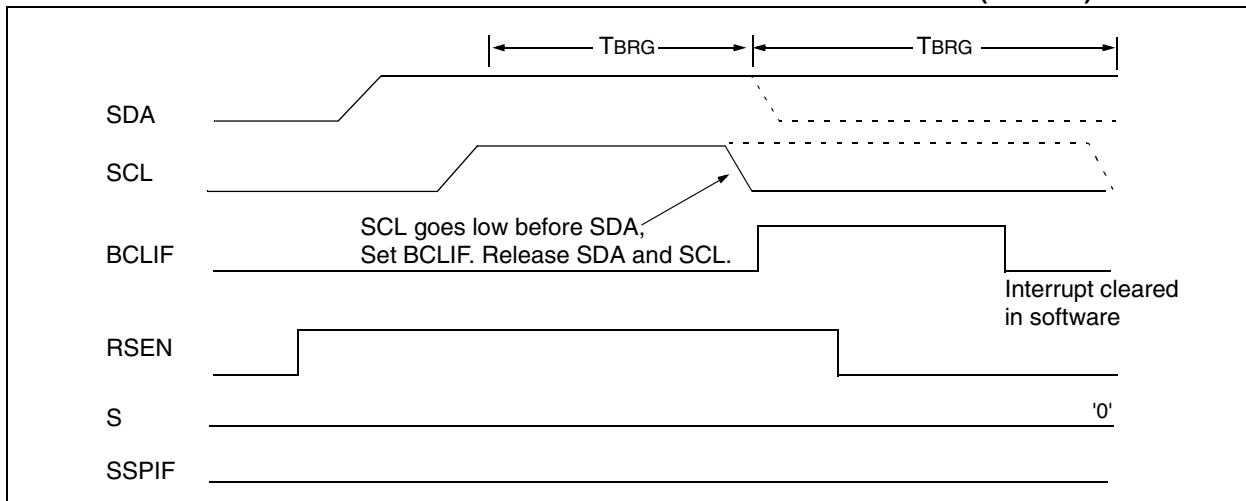 TBRG TBRG
SDA
SCL
SCL goes low before SDA,
Set BCLIF. Release SDA and SCL.
BCLIF
Interrupt cleared
in software
RSEN
S '0'
SSPIF